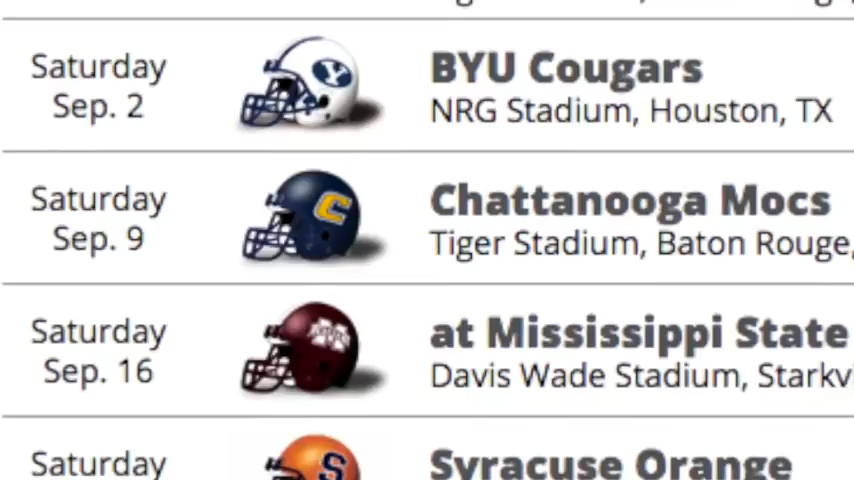 Saturday
Sep. 2
BYU Cougars
NRG Stadium, Houston, TX
Saturday
Sep. 9
C
Chattanooga Mocs
Tiger Stadium, Baton Rouge,
Saturday
Sep. 16
at Mississippi State
Davis Wade Stadium,
Saturday
S
Syracuse Orange